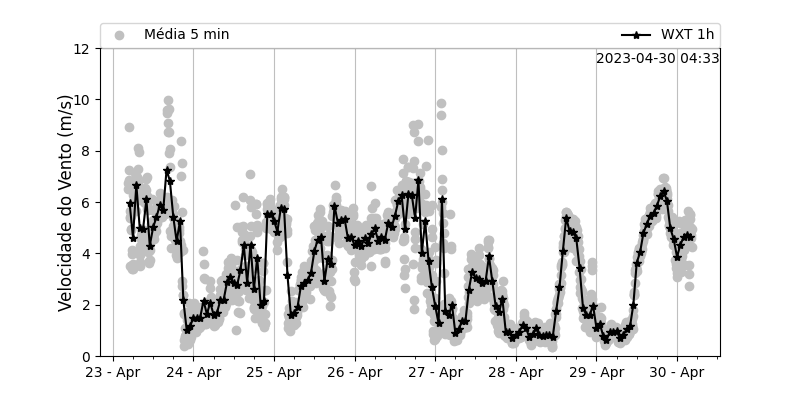 Média 5 min
WXT 1h
2023-04-30 04:33
Velocidade do Vento (m/s)
12
10
8
6
4
2
0
23 - Apr
24 - Apr
25 - Apr
26 - Apr
27 - Apr
28 - Apr
29 - Apr
30 - Apr